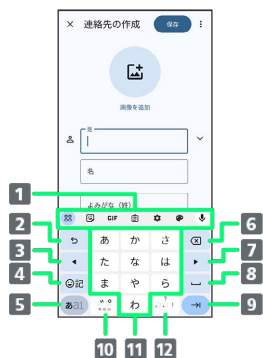 連絡先の作成 保存
画像を追加
姓
名
よみがな (姓)
1
GIF
2 あ か さ 6
3 た な は 7
4 記 ま や ら 8
5 あa1 わ 、。?! 9
10 11 12